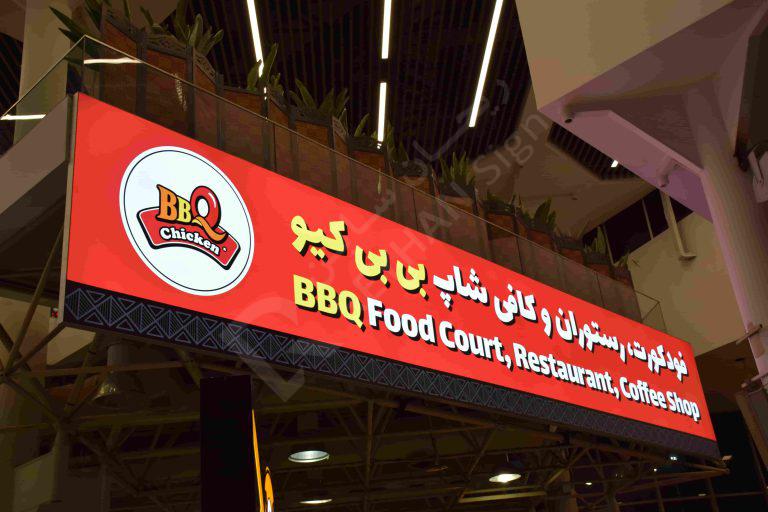 BBQ
Chicken
فودکورت، رستوران و کافی شاپ بی بی کیو
BBQ Food Court, Restaurant, Coffee Shop